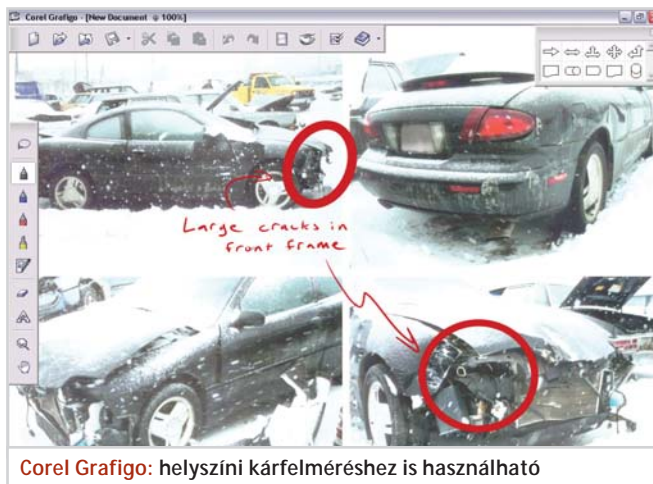 Corel Grafigo - [New Document @ 100%]
Large cracks in
front frame
Corel Grafigo: helyszíni kárfelméréshez is használható